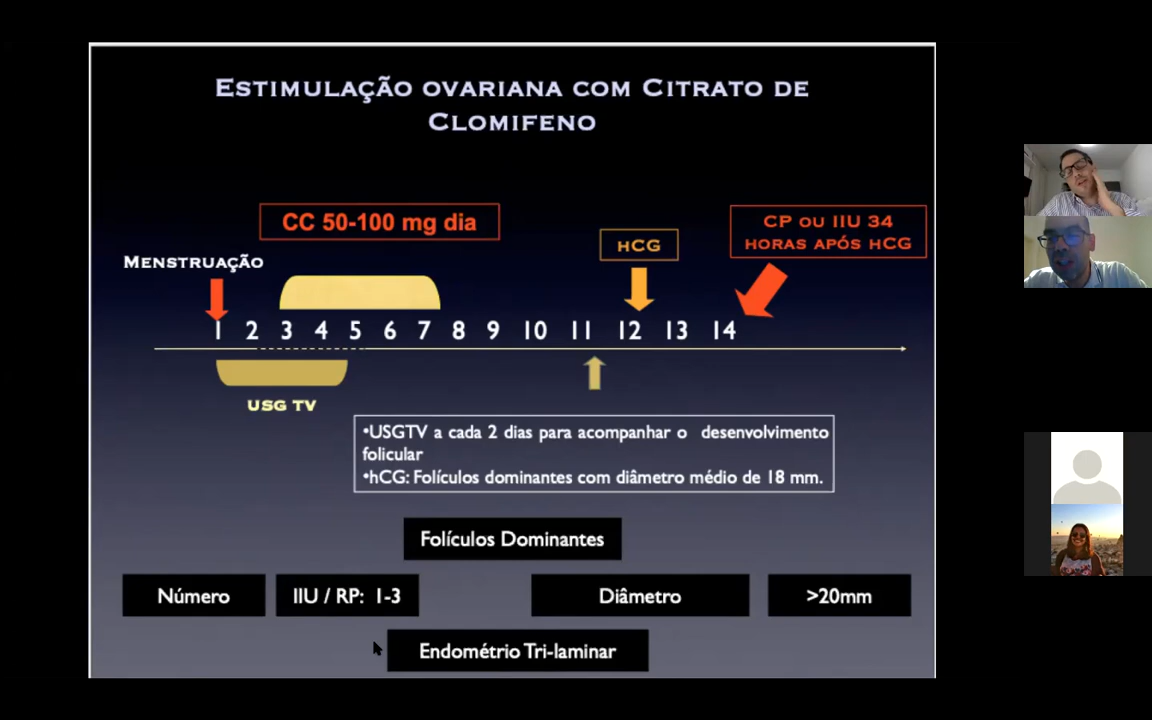 Estimulação ovariana com Citrato de
Clomifeno
CC 50-100 mg dia
CP ou IIU 34
horas após hCG
hCG
Menstruação
1 2 3 4 5 6 7 8 9 10 11 12 13 14
USG TV
•USGTV a cada 2 dias para acompanhar o desenvolvimento
folicular
•hCG: Folículos dominantes com diâmetro médio de 18 mm.
Folículos Dominantes
Número
IIU / RP: 1-3
Diâmetro
>20mm
Endométrio Tri-laminar